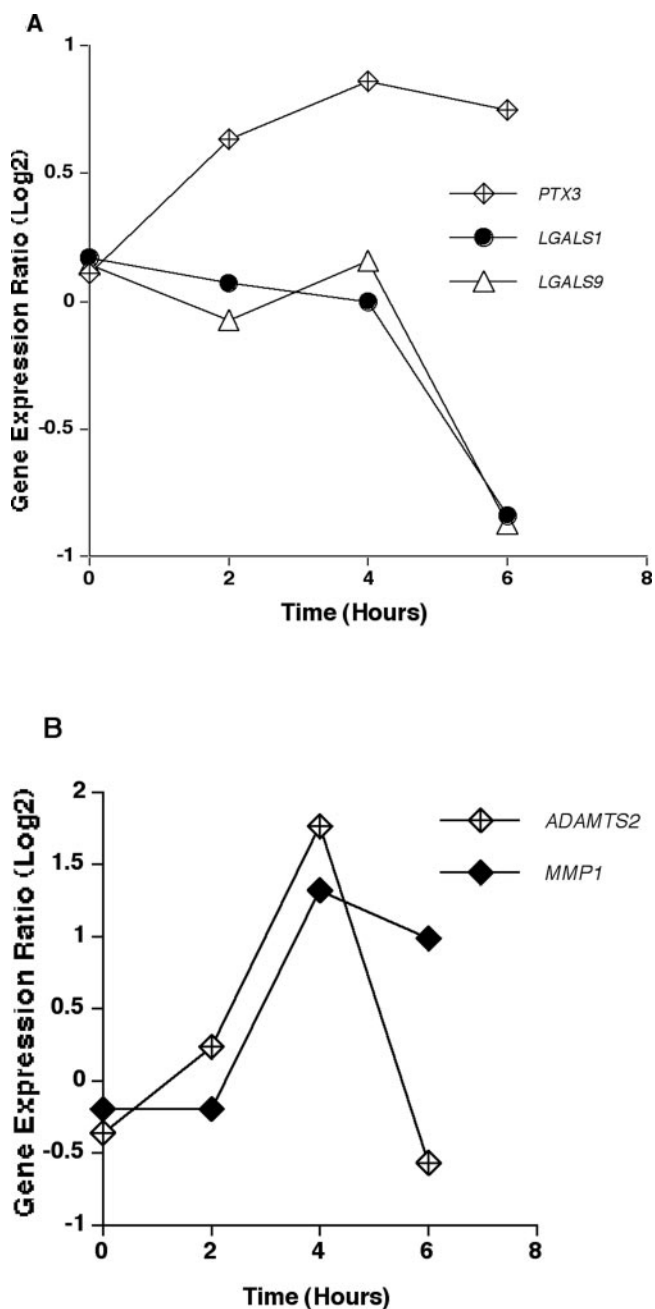 A
Gene Expression Ratio (Log2)
1
0.5
0
-0.5
-1
0 2 4 6 8
Time (Hours)
PTX3
LGALS1
LGALS9
B
Gene Expression Ratio (Log2)
2
1.5
1
0.5
0
-0.5
-1
0 2 4 6 8
Time (Hours)
ADAMTS2
MMP1